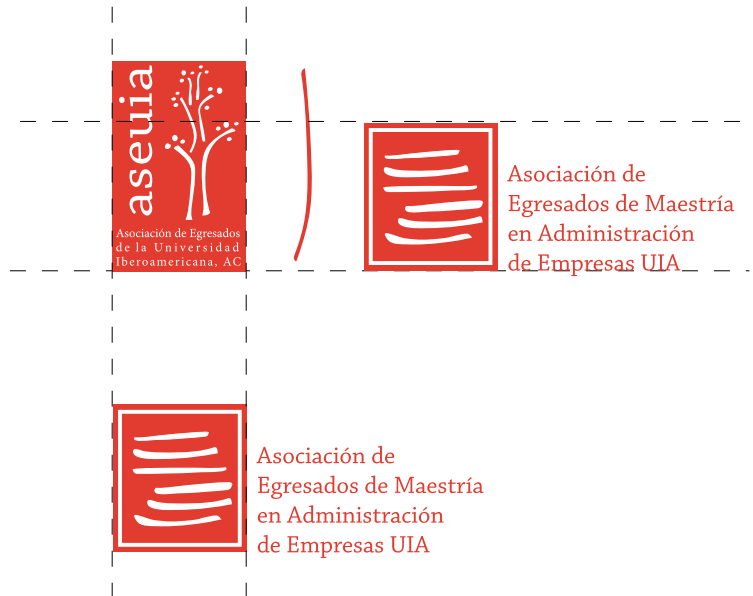 aseuia
Asociación de Egresados
de la Universidad
Iberoamericana, AC
Asociación de
Egresados de Maestría
en Administración
de Empresas UIA
Asociación de
Egresados de Maestría
en Administración
de Empresas UIA